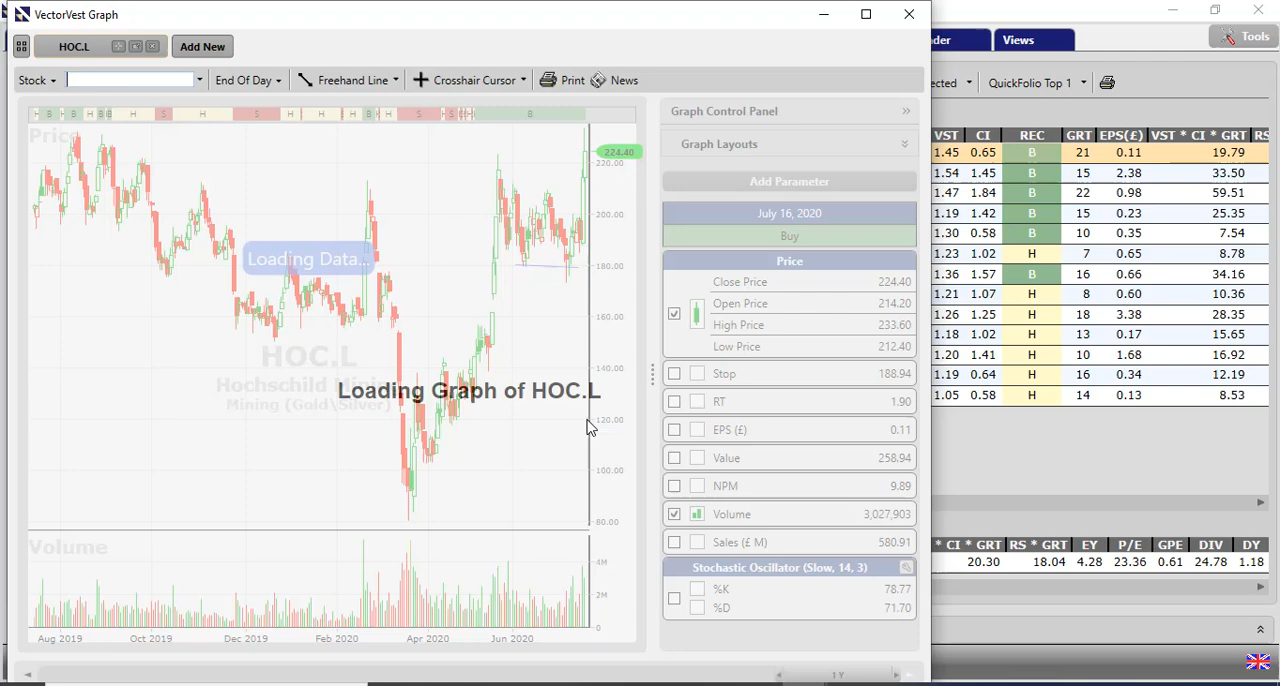 VectorVest Graph
HOC.L Add New
Stock End Of Day Freehand Line Crosshair Cursor Print News
H B H B H B B H S H S H H H B H S H S H B
Price
224.40
220.00
200.00
180.00
160.00
140.00
120.00
100.00
80.00
Loading Data...
HOC.L
Hochschild Mini
Mining (Gold\Silver)
Loading Graph of HOC.L
Volume
4M
2M
0
Aug 2019 Oct 2019 Dec 2019 Feb 2020 Apr 2020 Jun 2020
1 Y
Graph Control Panel
Graph Layouts
Add Parameter
July 16, 2020
Buy
Price
Close Price 224.40
Open Price 214.20
High Price 233.60
Low Price 212.40
Stop 188.94
RT 1.90
EPS (£) 0.11
Value 258.94
NPM 9.89
Volume 3,027,903
Sales (£ M) 580.91
Stochastic Oscillator (Slow, 14, 3)
%K 78.77
%D 71.70
der Views Tools
ected QuickFolio Top 1
VST CI REC GRT EPS(£) VST * CI * GRT RS
1.45 0.65 B 21 0.11 19.79
1.54 1.45 B 15 2.38 33.50
1.47 1.84 B 22 0.98 59.51
1.19 1.42 B 15 0.23 25.35
1.30 0.58 B 10 0.35 7.54
1.23 1.02 H 7 0.65 8.78
1.36 1.57 B 16 0.66 34.16
1.21 1.07 H 8 0.60 10.36
1.26 1.25 H 18 3.38 28.35
1.18 1.02 H 13 0.17 15.65
1.20 1.41 H 10 1.68 16.92
1.19 0.64 H 16 0.34 12.19
1.05 0.58 H 14 0.13 8.53
* CI * GRT RS * GRT EY P/E GPE DIV DY
20.30 18.04 4.28 23.36 0.61 24.78 1.18